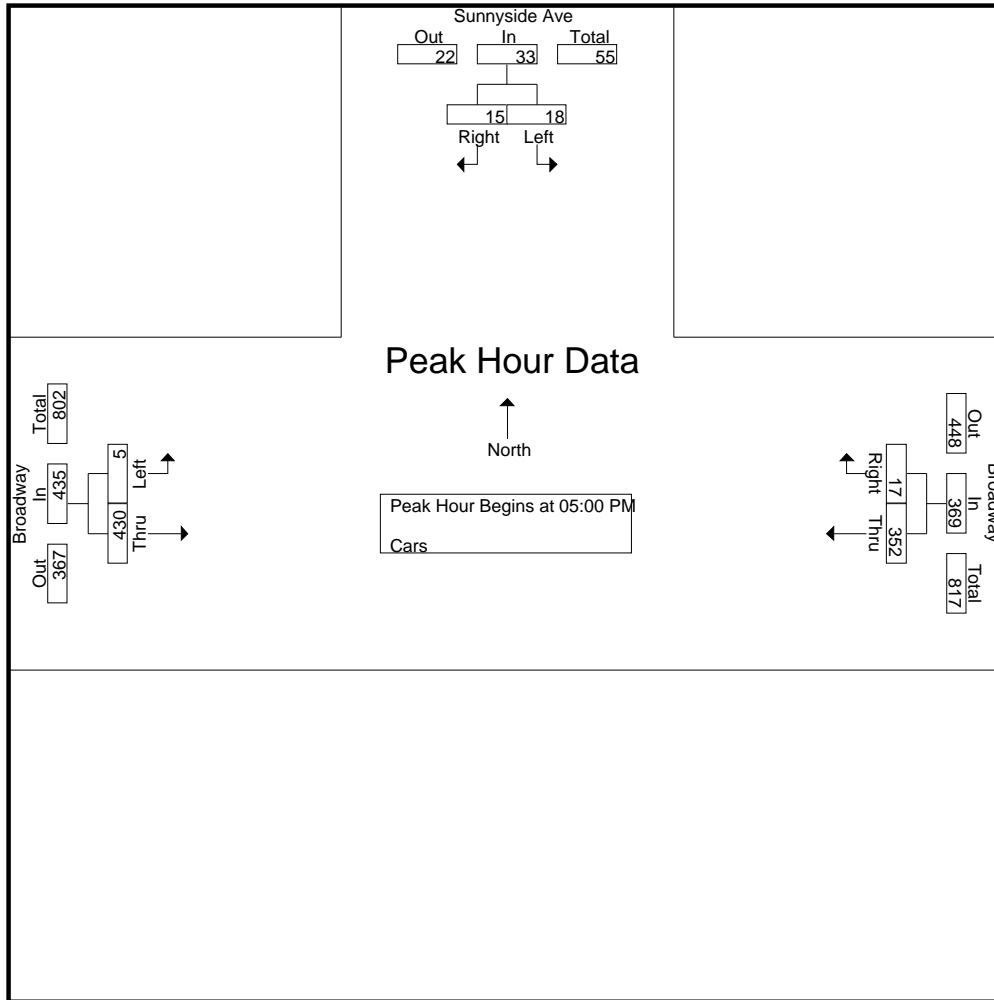 Sunnyside Ave
Out In Total
22 33 55
15 18
Right Left
Peak Hour Data
North
Peak Hour Begins at 05:00 PM
Cars
Broadway
Total In Out
802 435 367
5 430
Left Thru
Right Thru
17 352
448 369 817
Out In Total
Broadway